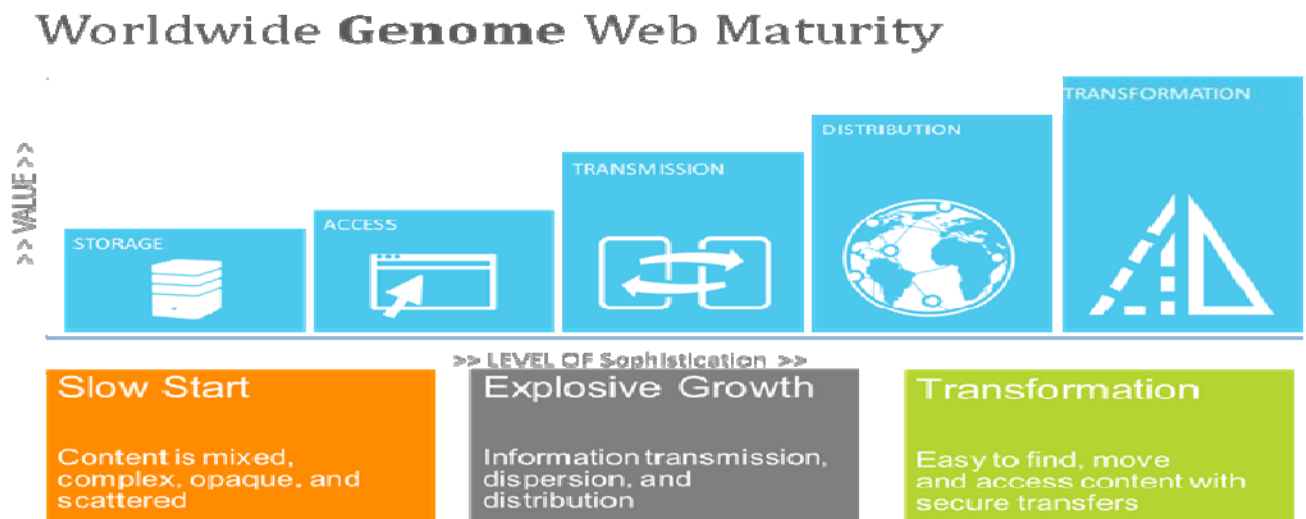 Worldwide Genome Web Maturity
TRANSFORMATION
DISTRIBUTION
TRANSMISSION
ACCESS
STORAGE
>> VALUE >>
>> LEVEL OF Sophistication >>
Slow Start
Content is mixed,
complex, opaque, and
scattered
Explosive Growth
Information transmission,
dispersion, and
distribution
Transformation
Easy to find, move
and access content with
secure transfers